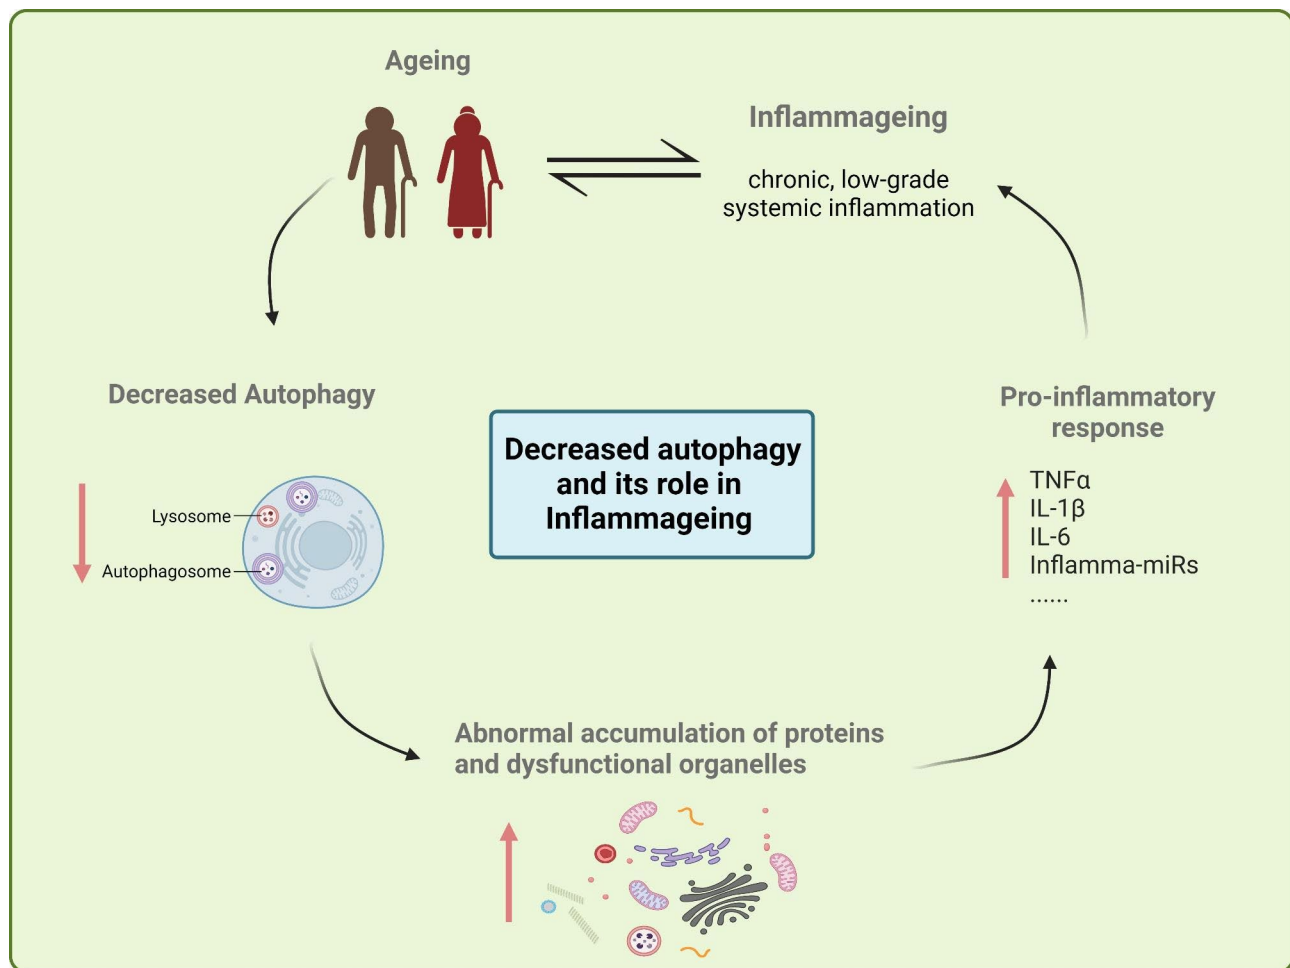 Ageing
Inflammageing
chronic, low-grade
systemic inflammation
Decreased Autophagy
Lysosome
Autophagosome
Decreased autophagy
and its role in
Inflammageing
Pro-inflammatory
response
TNFα
IL-1β
IL-6
Inflamma-miRs
......
Abnormal accumulation of proteins
and dysfunctional organelles